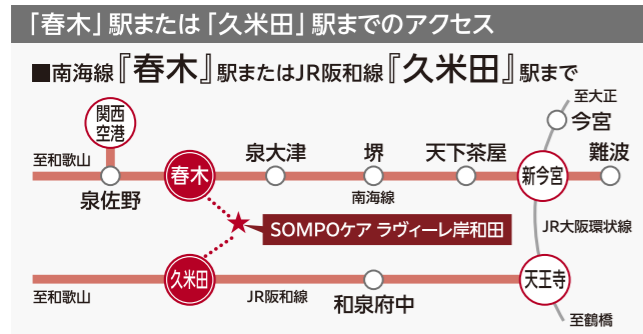 「春木」駅または「久米田」駅までのアクセス
■南海線『春木』駅またはJR阪和線『久米田』駅まで
至大正
関西
空港
今宮
至和歌山
泉大津
堺
天下茶屋
難波
春木
新今宮
泉佐野
南海線
SOMPOケア ラヴィーレ岸和田
JR大阪環状線
久米田
天王寺
至和歌山
JR阪和線
和泉府中
至鶴橋